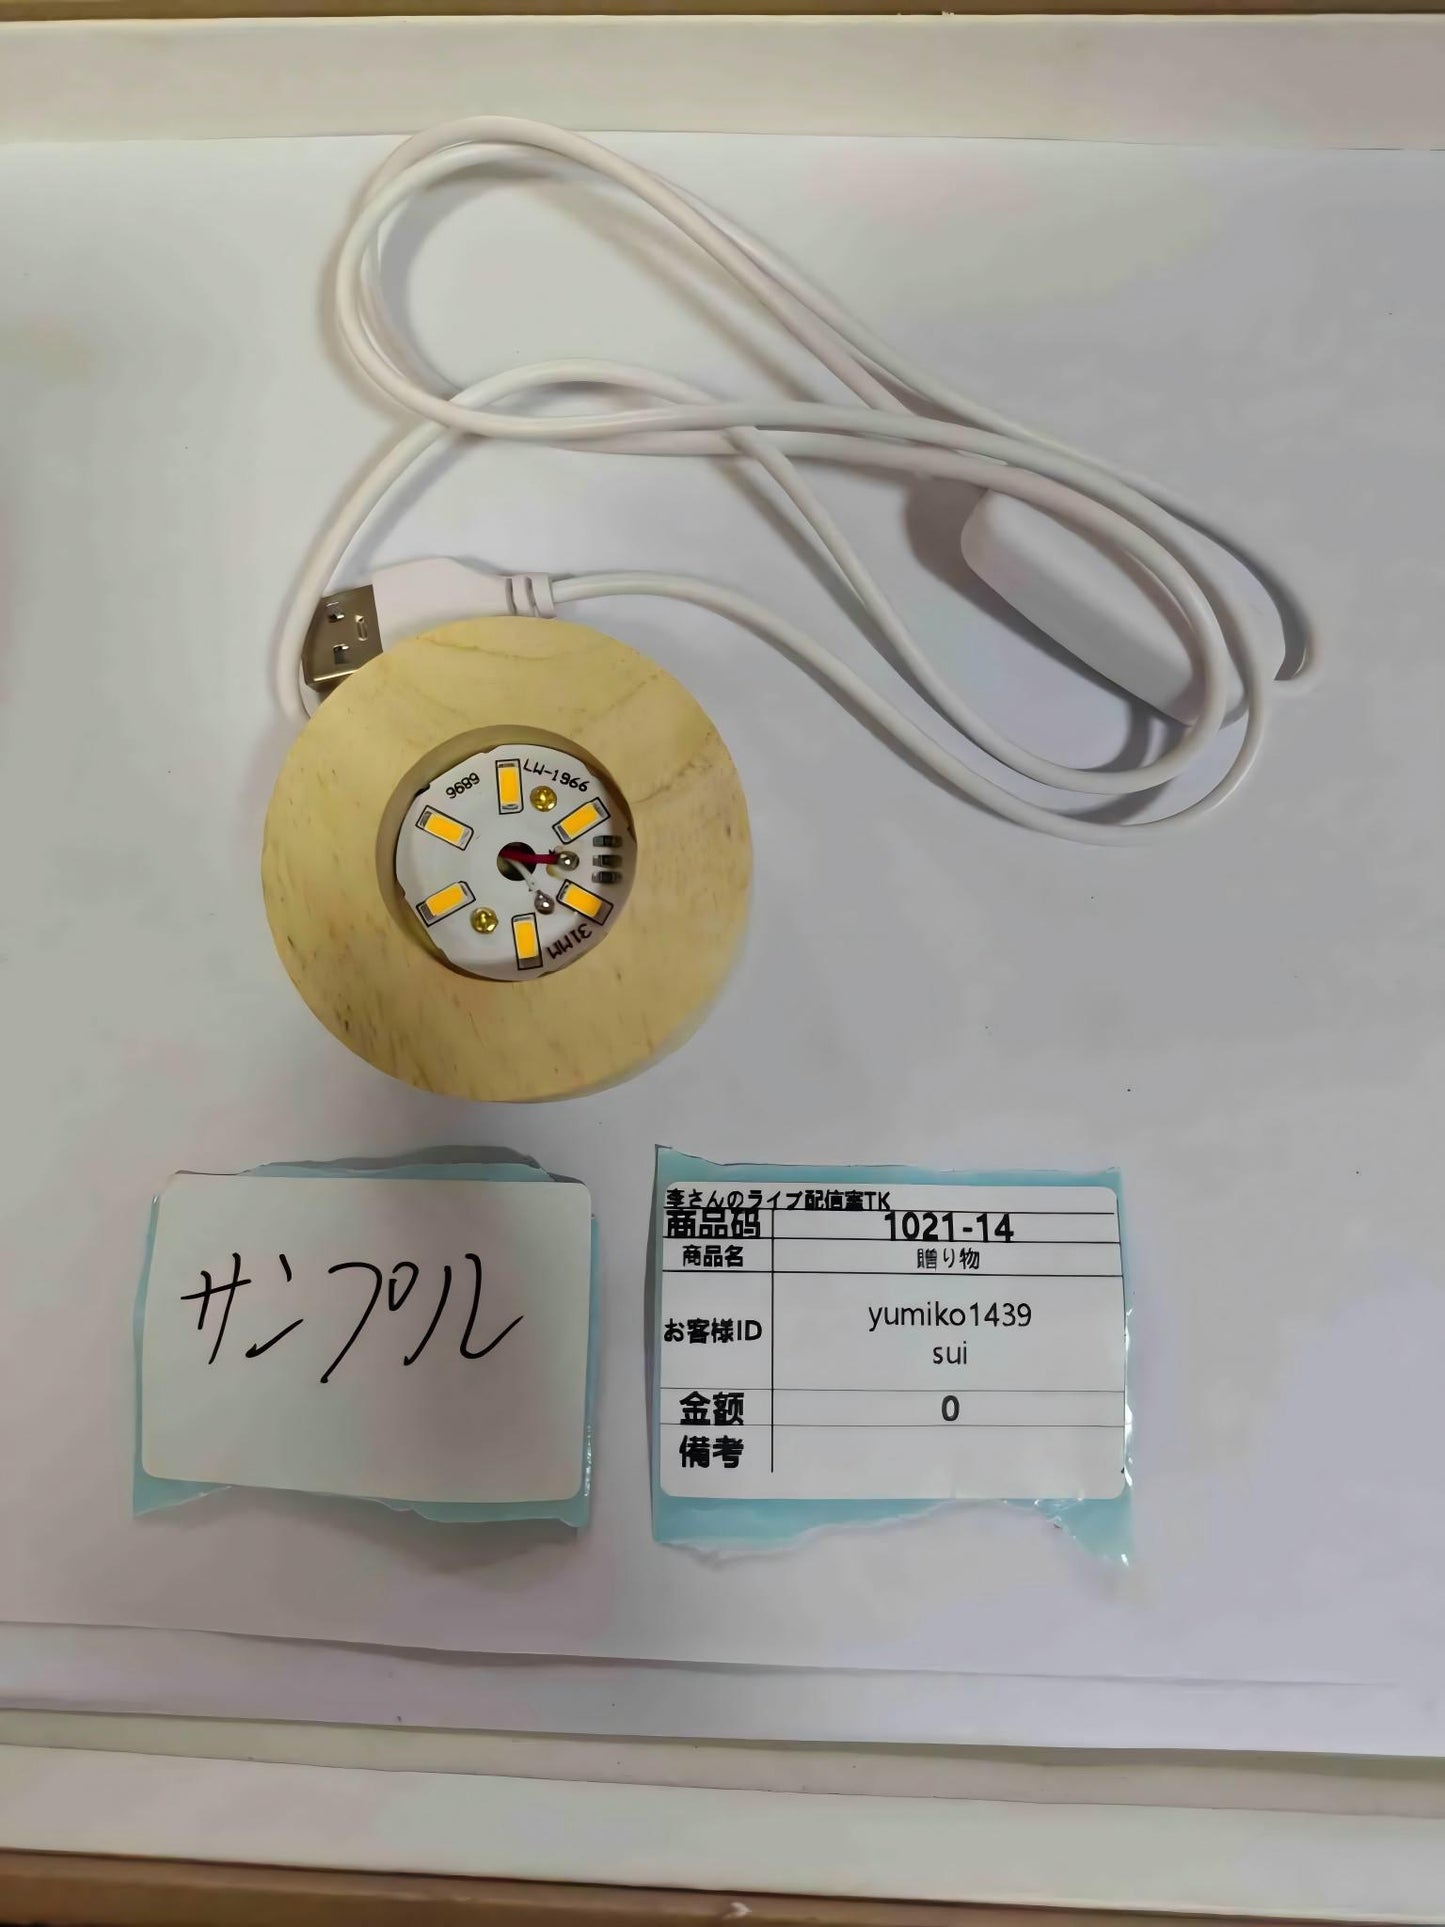 9689
LW-1966
31MM
サンプル
李さんのライブ配信室TK
商品码 1021-14
商品名 贈り物
お客様ID yumiko1439
sui
金额 0
備考